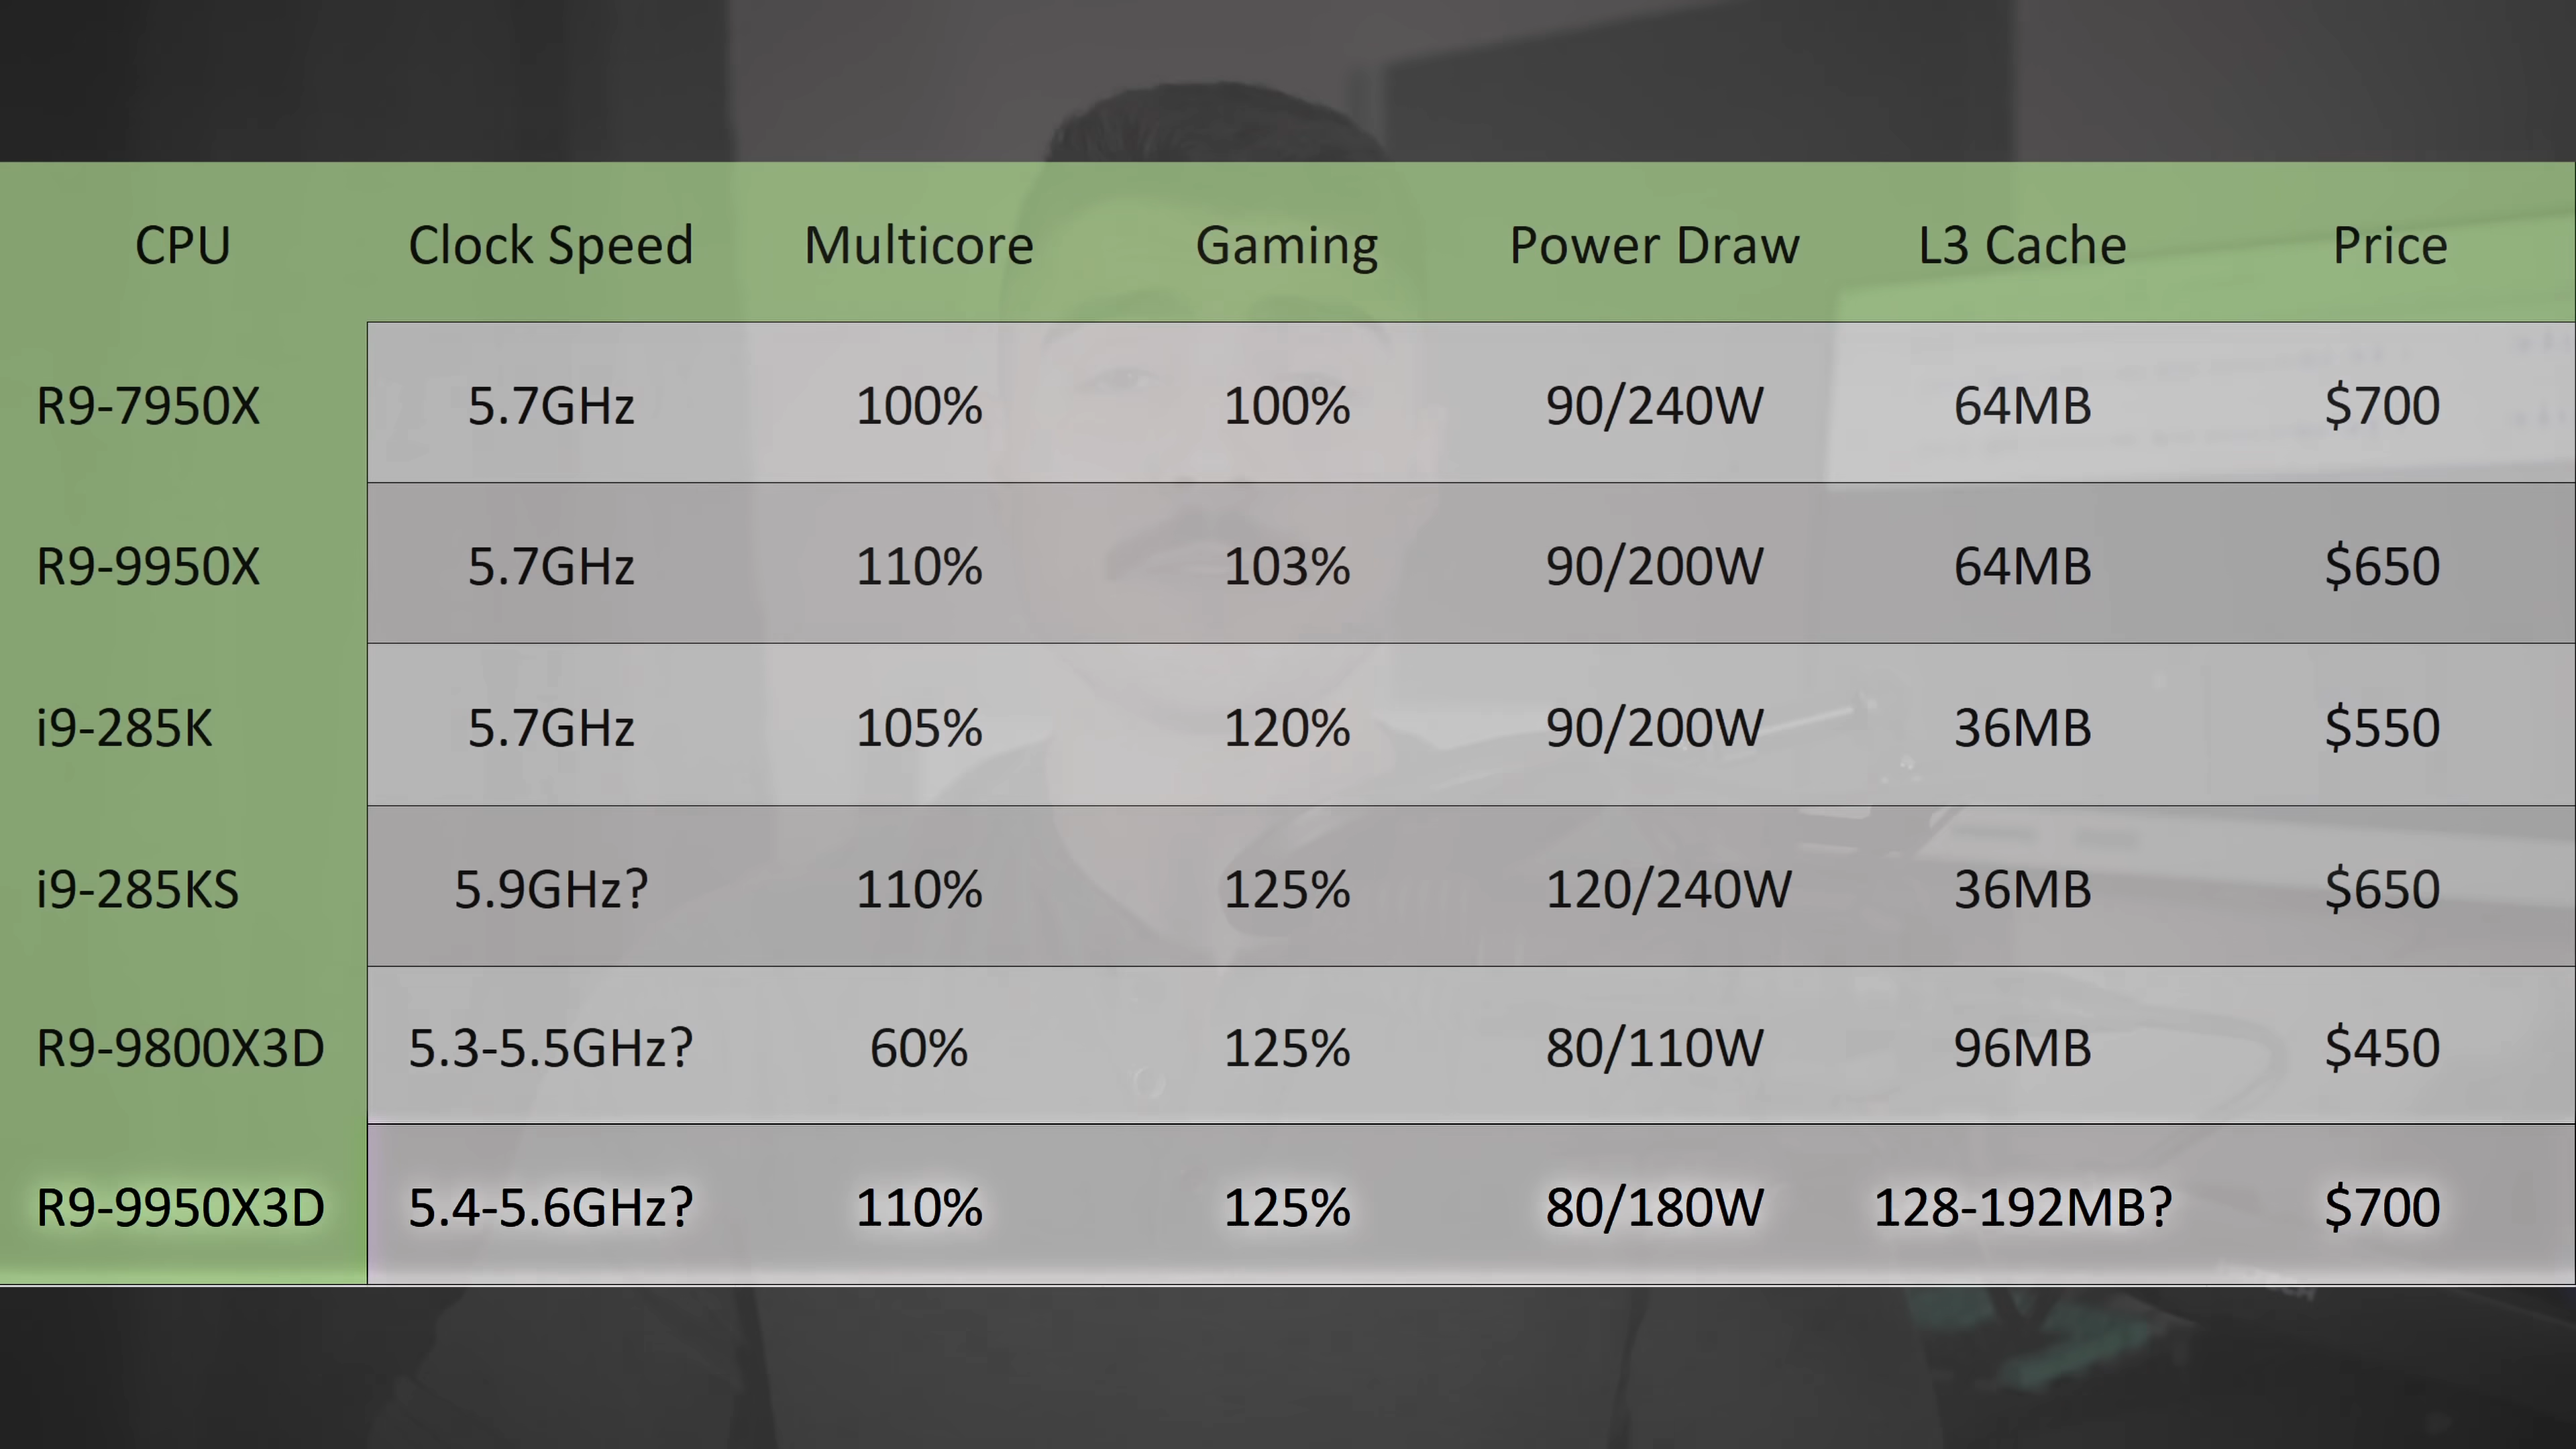 CPU Clock Speed Multicore Gaming Power Draw L3 Cache Price
R9-7950X 5.7GHz 100% 100% 90/240W 64MB $700
R9-9950X 5.7GHz 110% 103% 90/200W 64MB $650
i9-285K 5.7GHz 105% 120% 90/200W 36MB $550
i9-285KS 5.9GHz? 110% 125% 120/240W 36MB $650
R9-9800X3D 5.3-5.5GHz? 60% 125% 80/110W 96MB $450
R9-9950X3D 5.4-5.6GHz? 110% 125% 80/180W 128-192MB? $700